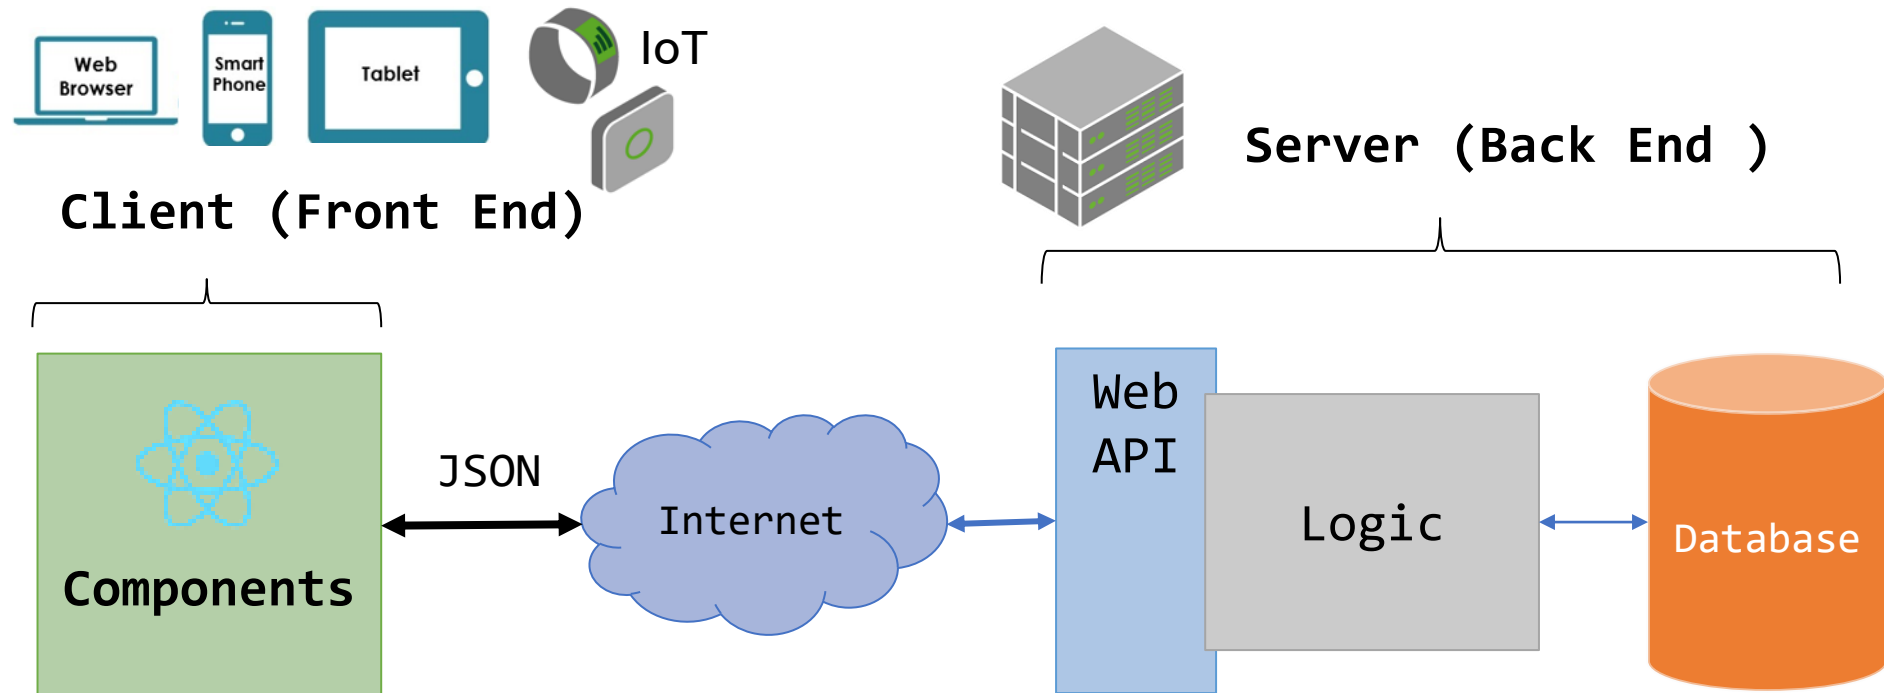 Web
Browser
Smart
Phone
Tablet
IoT
Client (Front End)
Server (Back End )
Components
JSON
Internet
Web
API
Logic
Database